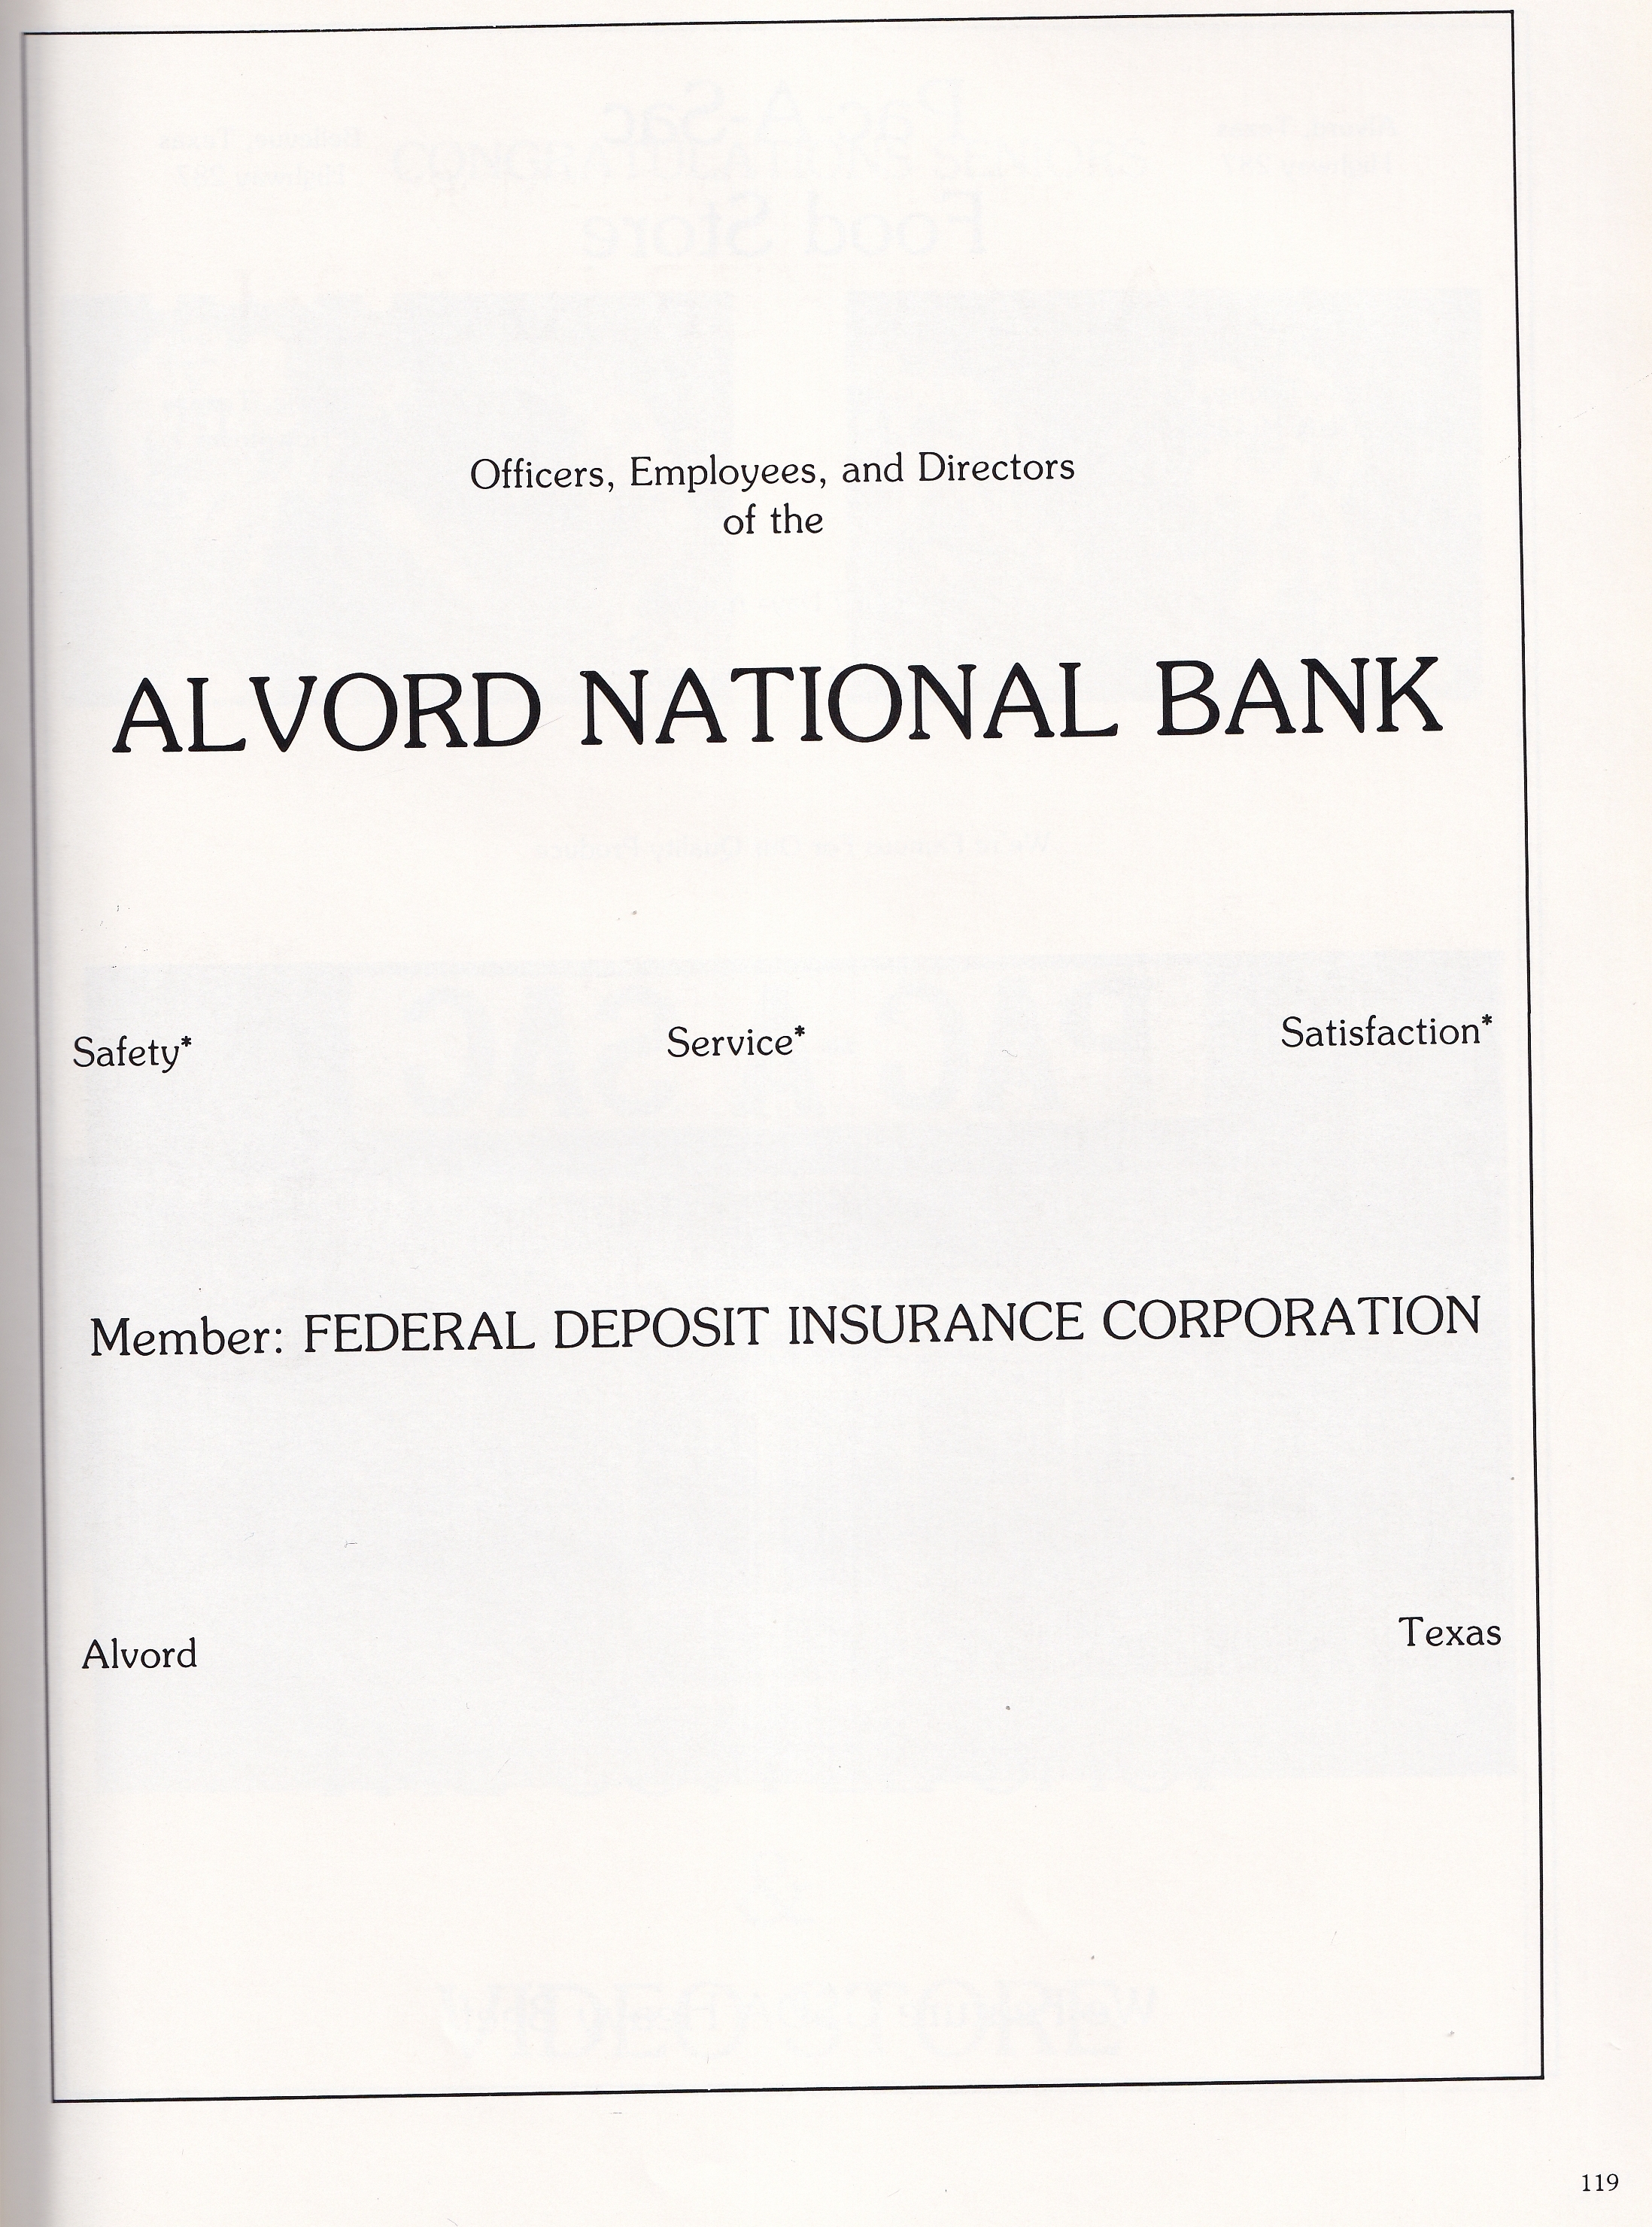 Officers, Employees, and Directors
of the
ALVORD NATIONAL BANK
Safety* Service* Satisfaction*
Member: FEDERAL DEPOSIT INSURANCE CORPORATION
Alvord Texas
119